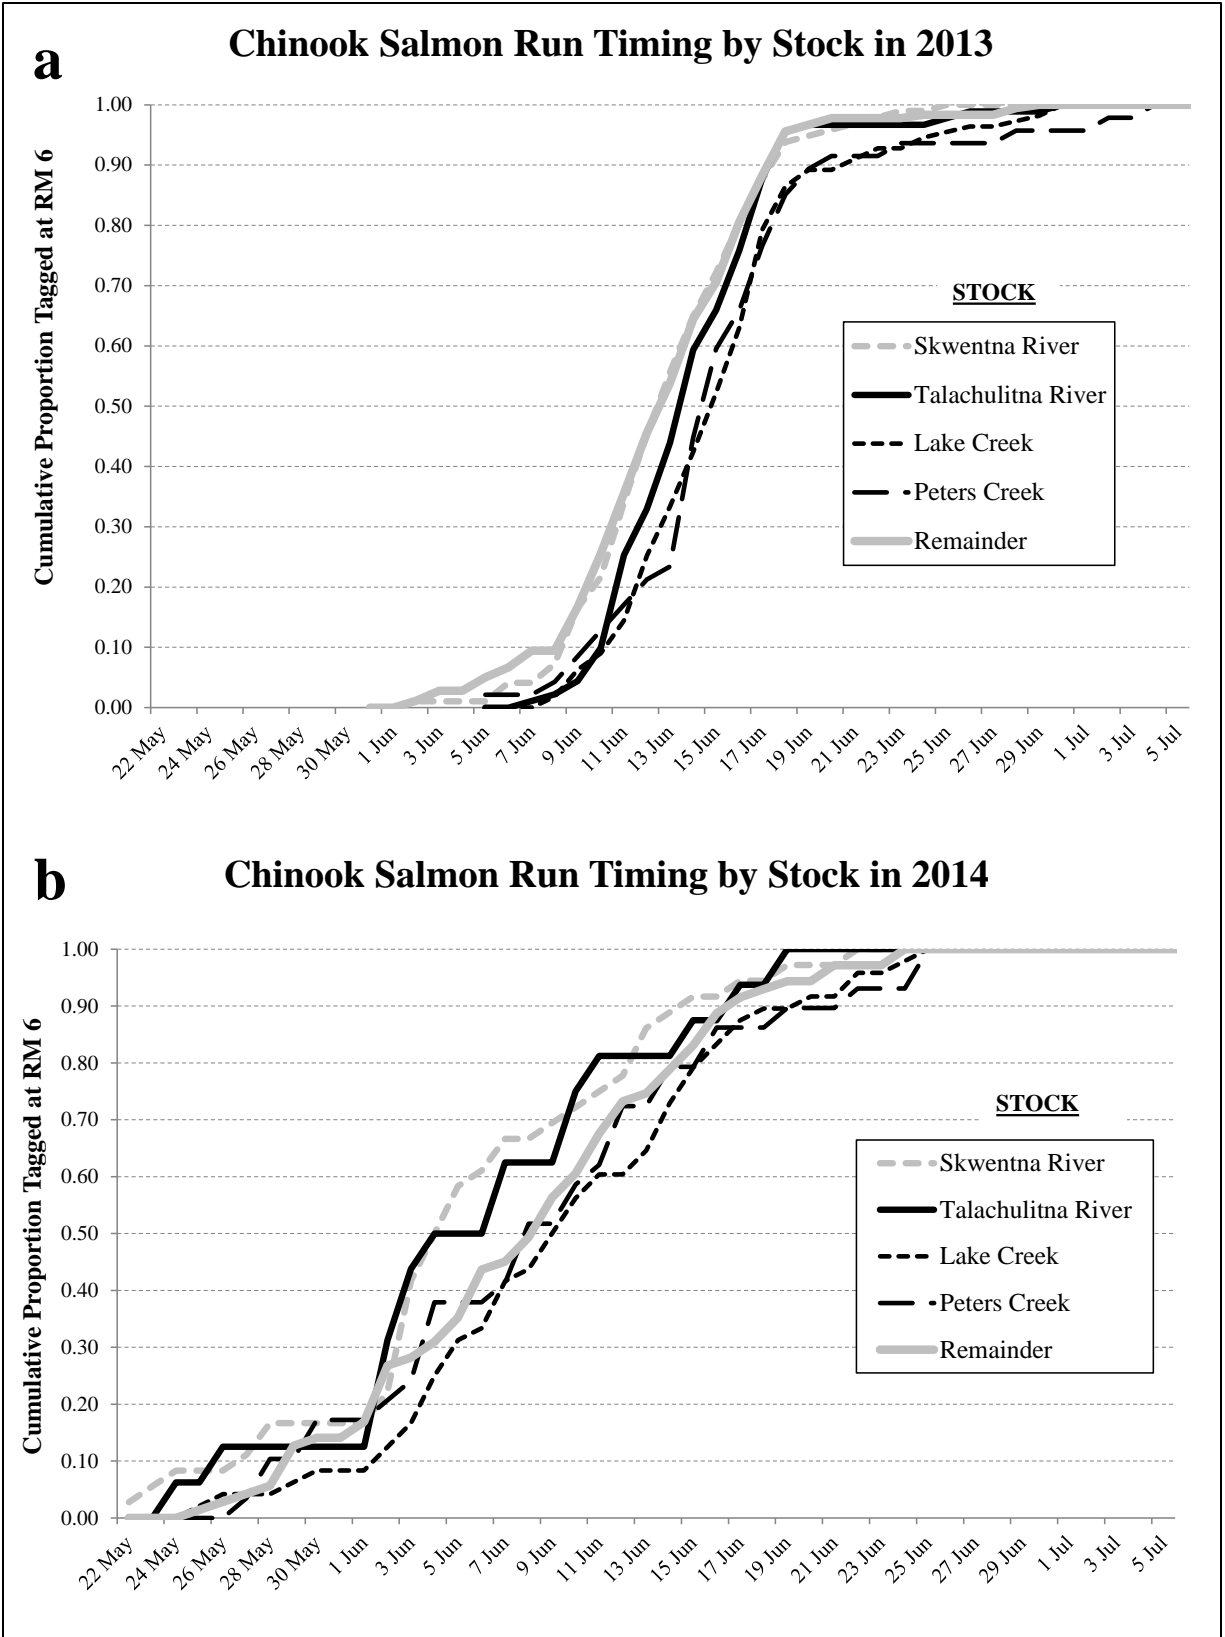 a
Chinook Salmon Run Timing by Stock in 2013
Cumulative Proportion Tagged at RM 6
1.00
0.90
0.80
0.70
0.60
0.50
0.40
0.30
0.20
0.10
0.00
22 May
24 May
26 May
28 May
30 May
1 Jun
3 Jun
5 Jun
7 Jun
9 Jun
11 Jun
13 Jun
15 Jun
17 Jun
19 Jun
21 Jun
23 Jun
25 Jun
27 Jun
29 Jun
1 Jul
3 Jul
5 Jul
STOCK
Skwentna River
Talachulitna River
Lake Creek
Peters Creek
Remainder
b
Chinook Salmon Run Timing by Stock in 2014
Cumulative Proportion Tagged at RM 6
1.00
0.90
0.80
0.70
0.60
0.50
0.40
0.30
0.20
0.10
0.00
22 May
24 May
26 May
28 May
30 May
1 Jun
3 Jun
5 Jun
7 Jun
9 Jun
11 Jun
13 Jun
15 Jun
17 Jun
19 Jun
21 Jun
23 Jun
25 Jun
27 Jun
29 Jun
1 Jul
3 Jul
5 Jul
STOCK
Skwentna River
Talachulitna River
Lake Creek
Peters Creek
Remainder